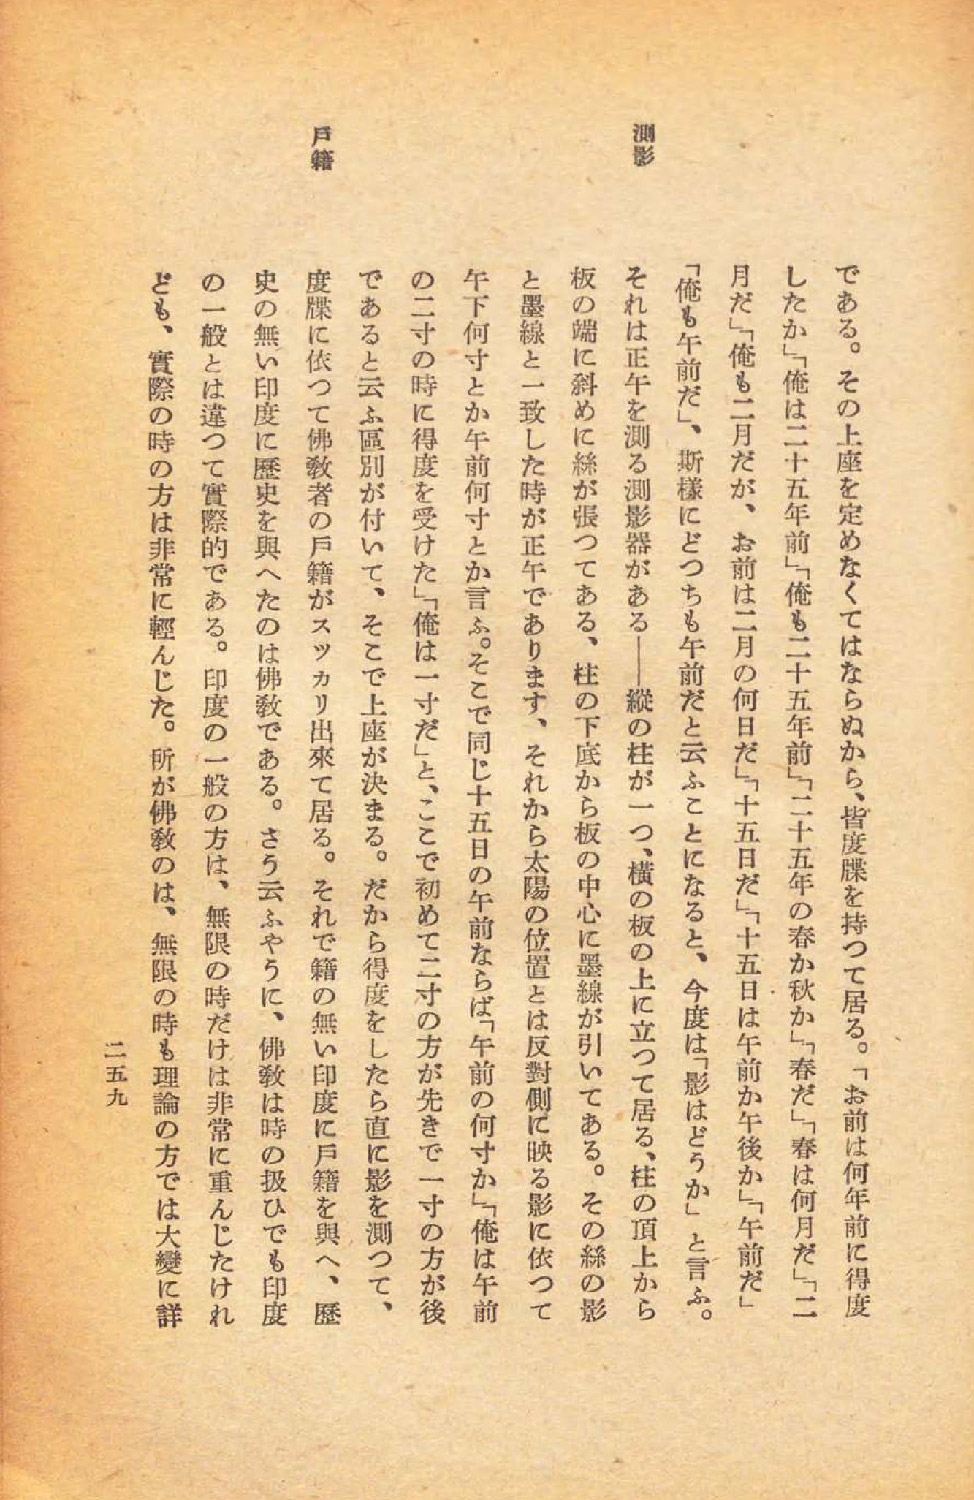 測影
戸籍
である。その上座を定めなくてはならぬから、皆度牒を持つて居る。「お前は何年前に得度
したか」「俺は二十五年前」「俺も二十五年前」「二十五年の春か秋か」「春だ」「春は何月だ」「二
月だ」「俺も二月だが、お前は二月の何日だ」「十五日だ」「十五日は午前か午後か」「午前だ」
「俺も午前だ」、斯樣にどつちも午前だと云ふことになると、今度は「影はどうか」と言ふ。
それは正午を測る測影器がある――縱の柱が一つ、橫の板の上に立つて居る、柱の頂上から
板の端に斜めに絲が張つてある、柱の下底から板の中心に墨線が引いてある。その絲の影
と墨線と一致した時が正午であります、それから太陽の位置とは反對側に映る影に依つて
午下何寸とか午前何寸とか言ふ。そこで同じ十五日の午前ならば「午前の何寸か」「俺は午前
の二寸の時に得度を受けた」「俺は一寸だ」と、ここで初めて二寸の方が先きで一寸の方が後
であると云ふ區別が付いて、そこで上座が決まる。だから得度をしたら直に影を測つて、
度牒に依つて佛敎者の戸籍がスツカリ出來て居る。それで籍の無い印度に戸籍を與へ、歷
史の無い印度に歷史を與へたのは佛敎である。さう云ふやうに、佛敎は時の扱ひでも印度
の一般とは違つて實際的である。印度の一般の方は、無限の時だけは非常に重んじたけれ
ども、實際の時の方は非常に輕んじた。所が佛敎のは、無限の時も理論の方では大變に詳
二五九